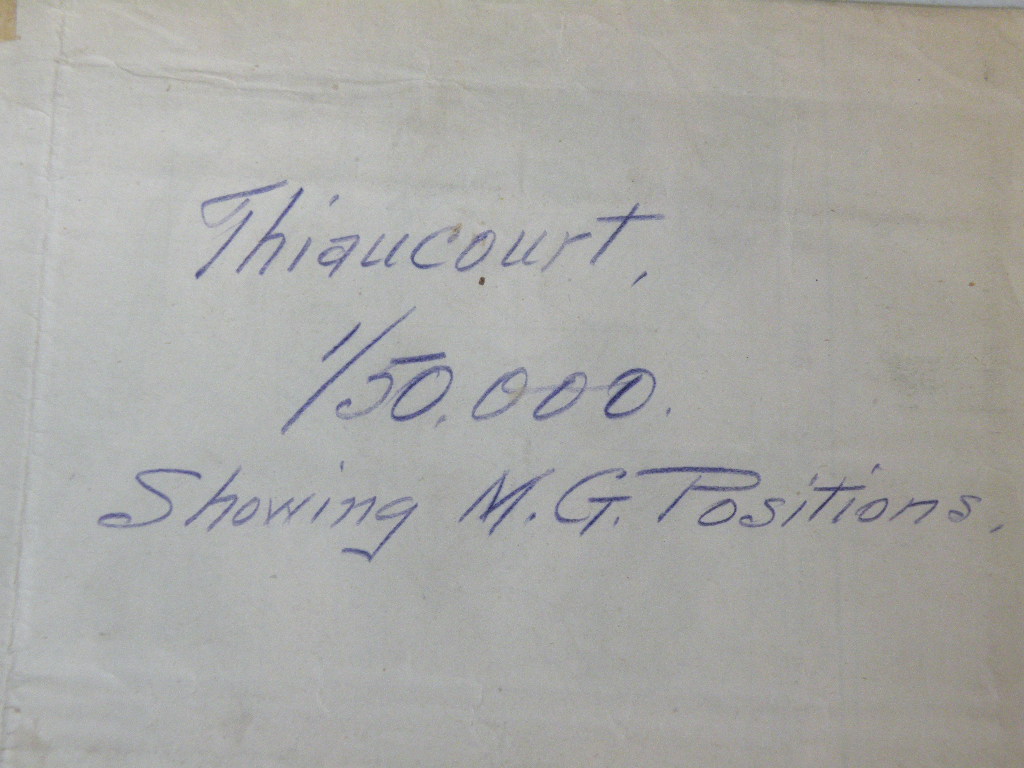 Thiaucourt,
1/50.000.
Showing M.G. Positions.